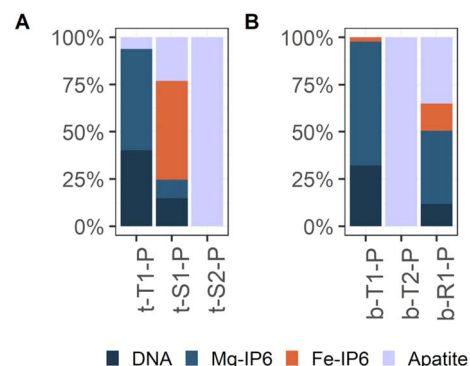 A
B
100%
75%
50%
25%
0%
100%
75%
50%
25%
0%
t-T1-P
t-S1-P
t-S2-P
b-T1-P
b-T2-P
b-R1-P
DNA Mg-IP6 Fe-IP6 Apatite